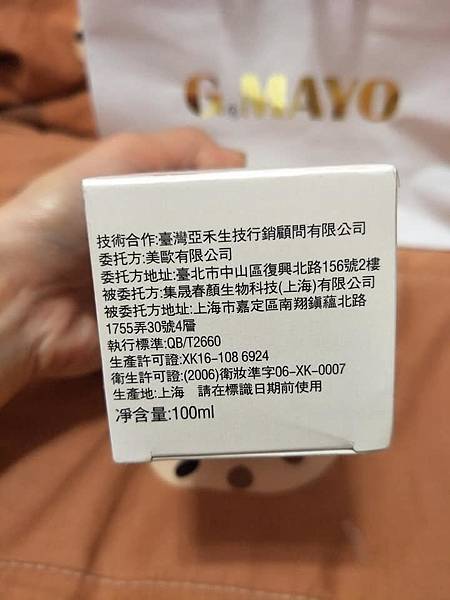 G&MAYO
技術合作:臺灣亞禾生技行銷顧問有限公司
委托方:美歐有限公司
委托方地址:臺北市中山區復興北路156號2樓
被委托方:集晟春顏生物科技(上海)有限公司
被委托方地址:上海市嘉定區南翔鎭蘊北路
1755弄30號4層
執行標準:QB/T2660
生產許可證:XK16-108 6924
衛生許可證:(2006)衛妝準字06-XK-0007
生產地:上海 請在標識日期前使用
凈含量:100ml